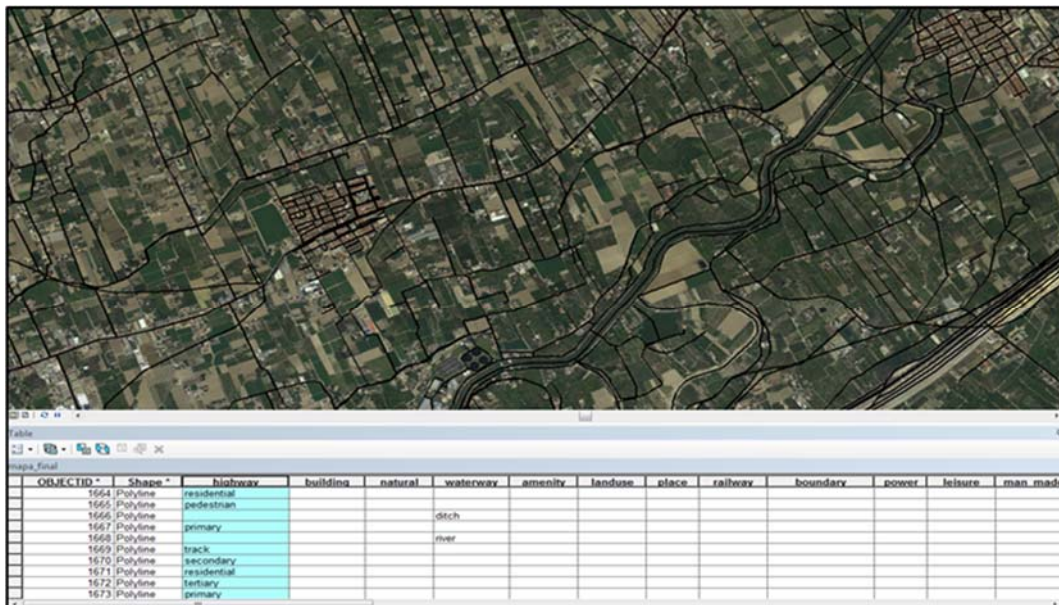 Table
mapa_final
OBJECTID * Shape * highway building natural waterway amenity landuse place railway boundary power leisure man_made
1664 Polyline residential
1665 Polyline pedestrian
1666 Polyline ditch
1667 Polyline primary
1668 Polyline river
1669 Polyline track
1670 Polyline secondary
1671 Polyline residential
1672 Polyline tertiary
1673 Polyline primary